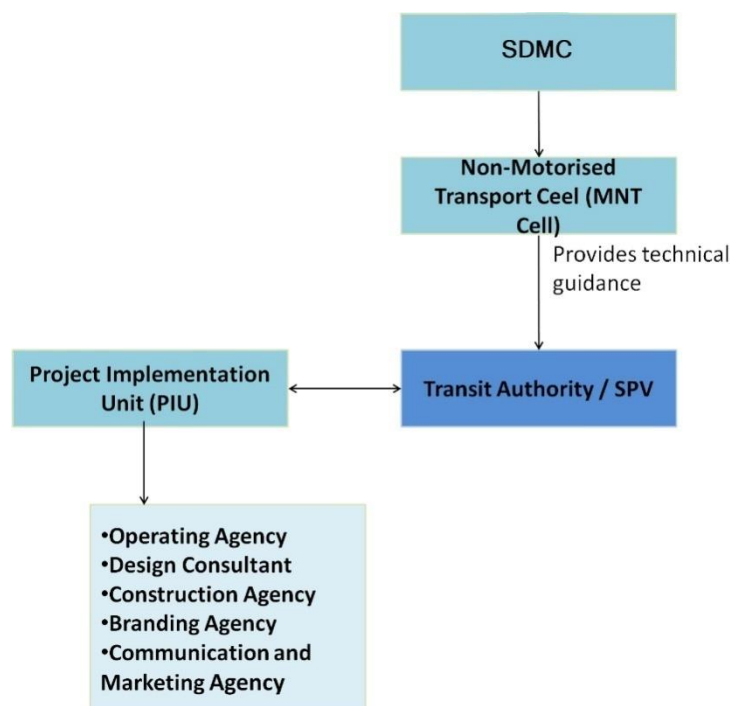 SDMC
Non-Motorised
Transport Ceel (MNT
Cell)
Provides technical
guidance
Project Implementation
Unit (PIU)
Transit Authority / SPV
•Operating Agency
•Design Consultant
•Construction Agency
•Branding Agency
•Communication and
Marketing Agency